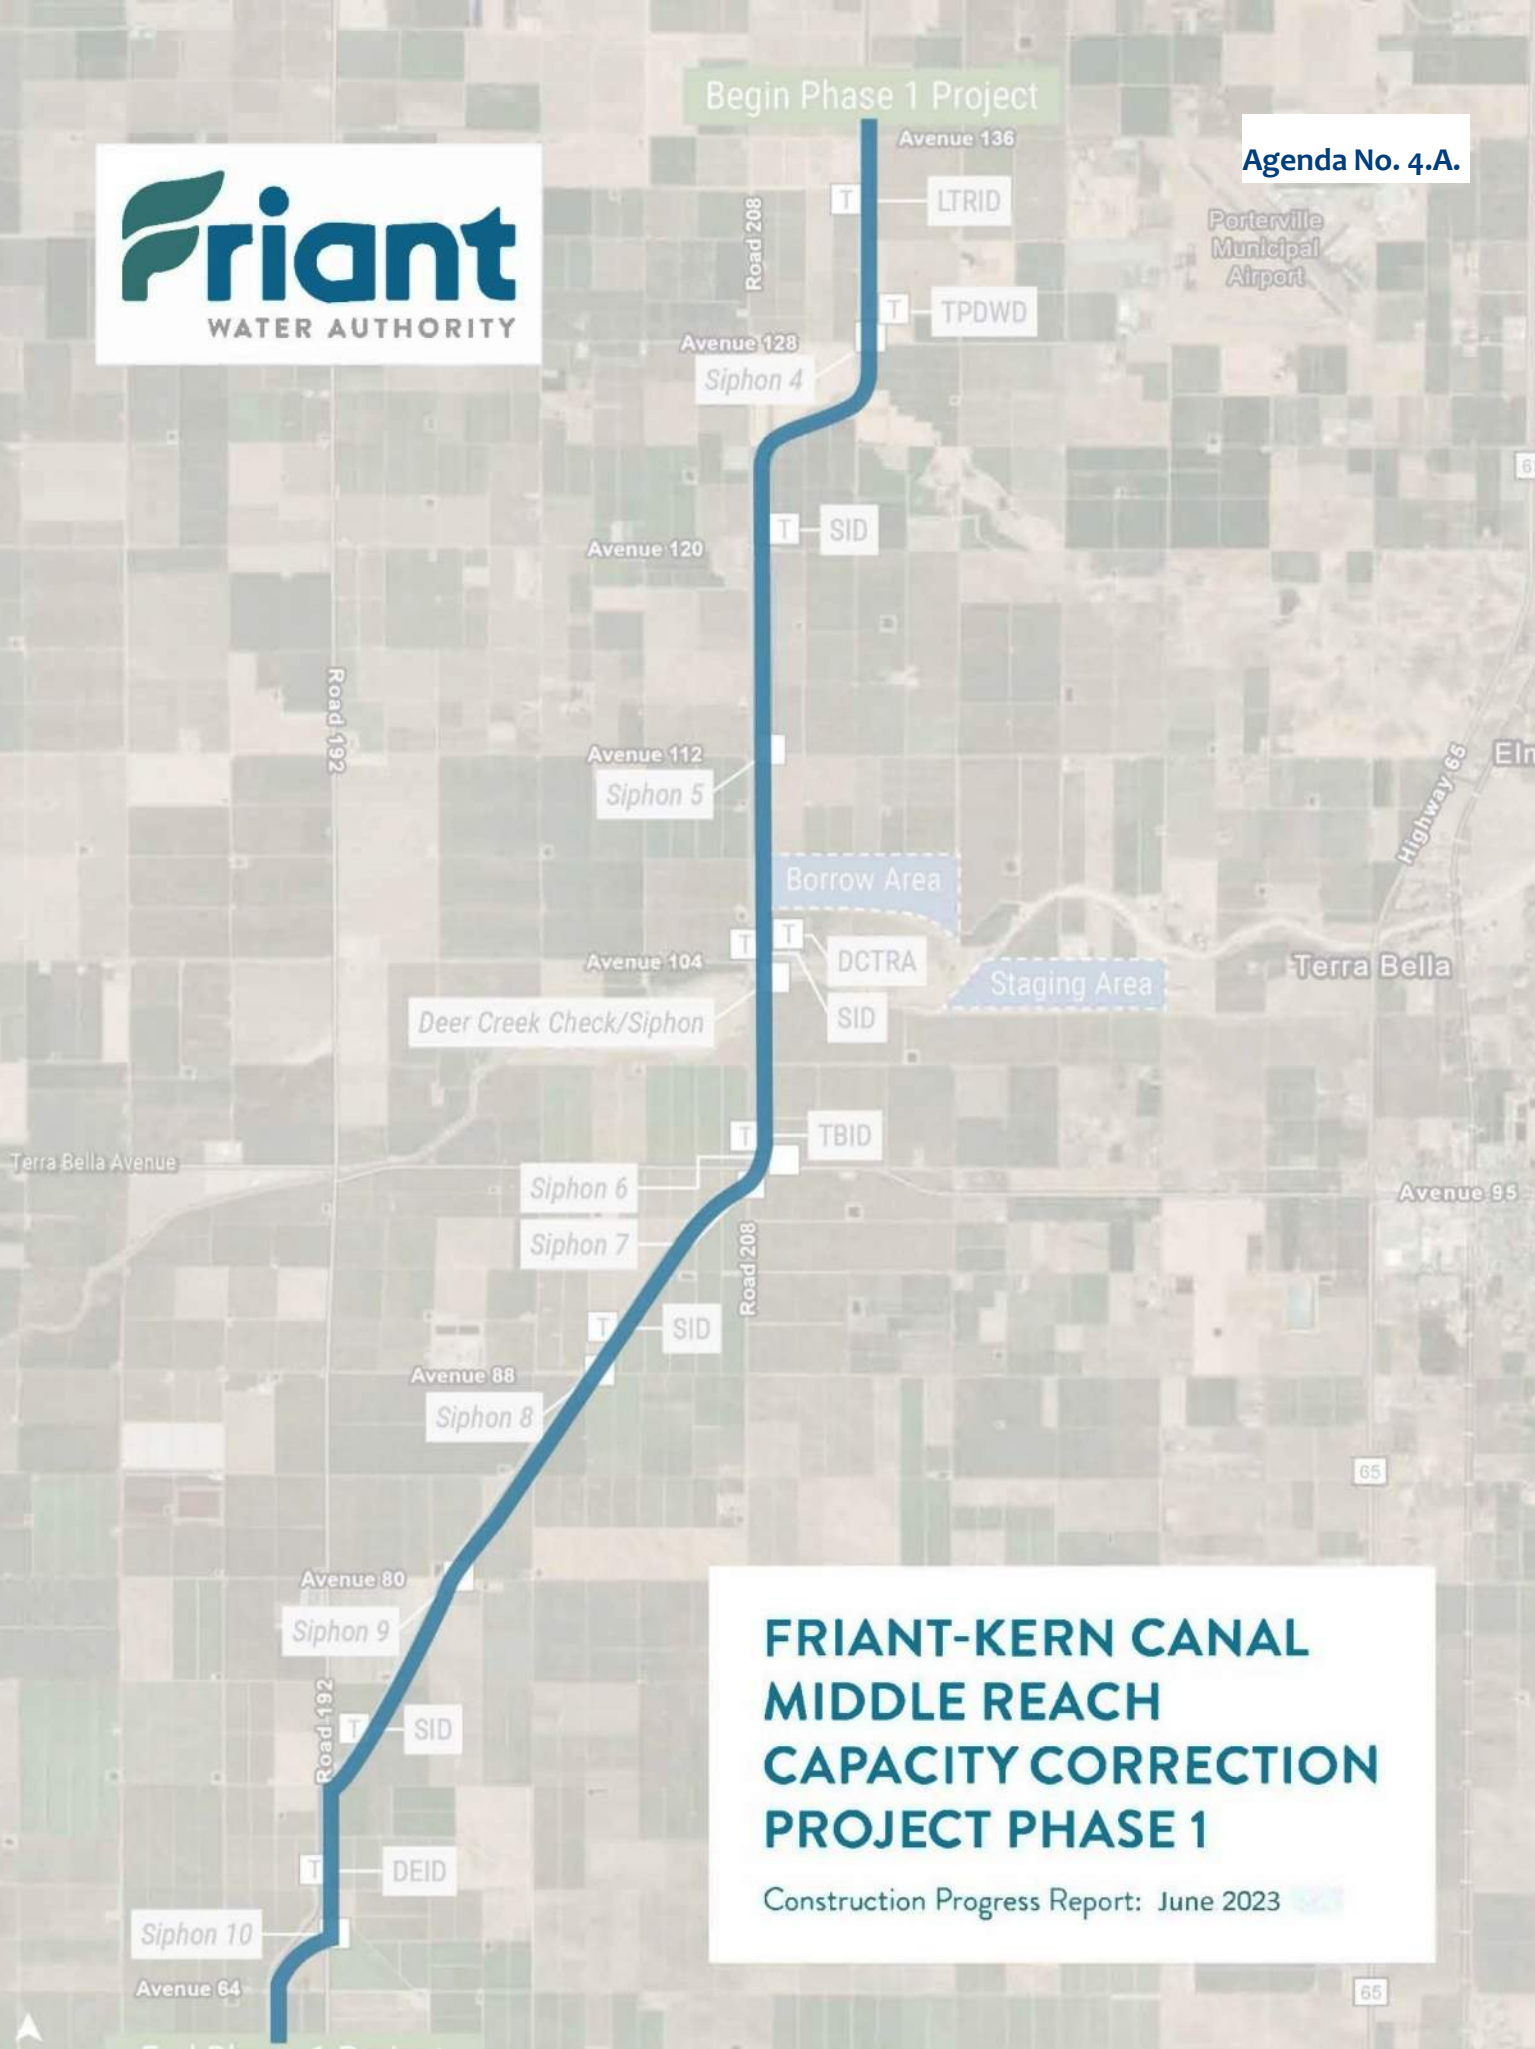 Begin Phase 1 Project
Avenue 136
Agenda No. 4.A.
Friant
WATER AUTHORITY
Road 208
T
LTRID
Porterville
Municipal
Airport
T
TPDWD
Avenue 128
Siphon 4
T
SID
Avenue 120
Road 192
Avenue 112
Siphon 5
Highway 65
Borrow Area
T
T
DCTRA
Avenue 104
Staging Area
Terra Bella
Deer Creek Check/Siphon
SID
T
TBID
Terra Bella Avenue
Siphon 6
Avenue 95
Siphon 7
Road 208
T
SID
Avenue 88
Siphon 8
65
Avenue 80
Siphon 9
Road 192
T
SID
FRIANT-KERN CANAL
MIDDLE REACH
CAPACITY CORRECTION
PROJECT PHASE 1
Construction Progress Report: June 2023
T
DEID
Siphon 10
Avenue 64
65